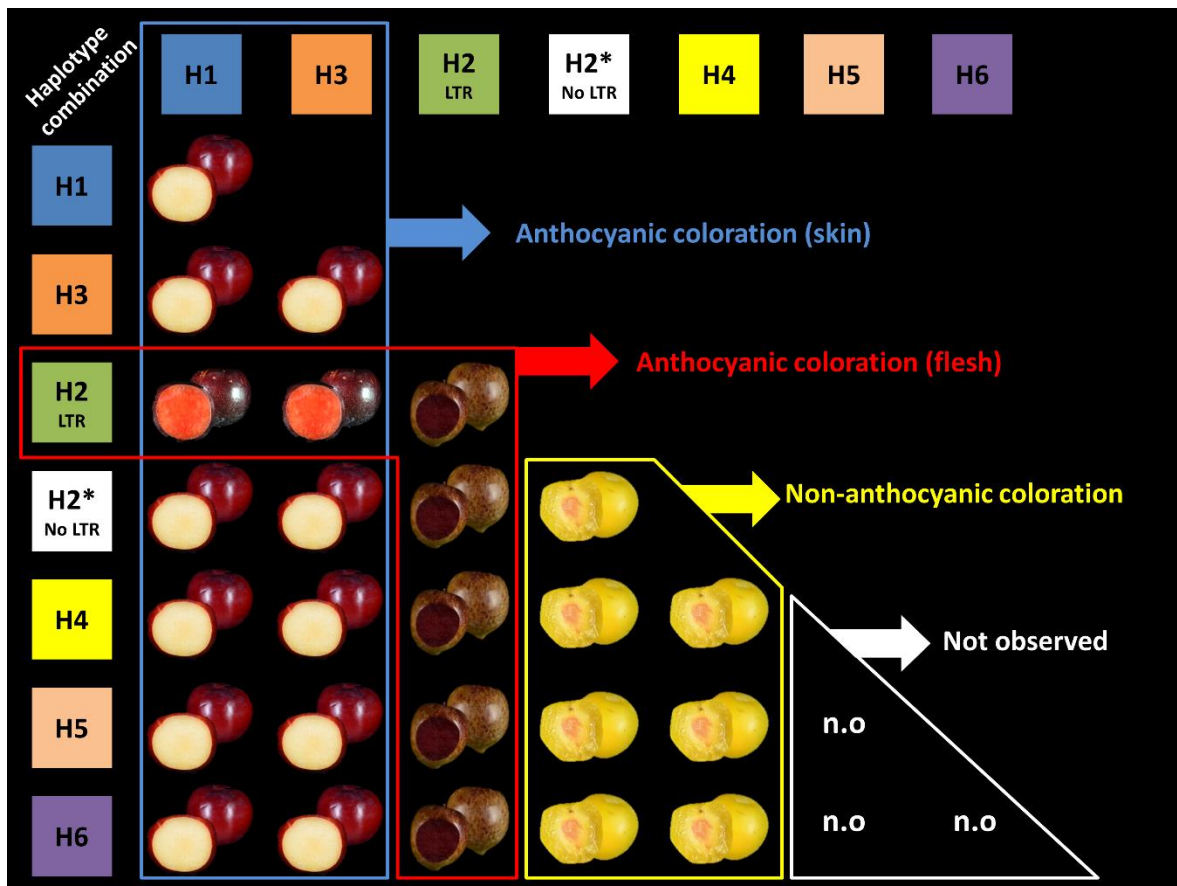 Haplotype
combination
H1
H3
H2
LTR
H2*
No LTR
H4
H5
H6
H1
Anthocyanic coloration (skin)
H3
Anthocyanic coloration (flesh)
H2
LTR
H2*
No LTR
Non-anthocyanic coloration
H4
Not observed
H5
n.o
H6
n.o
n.o